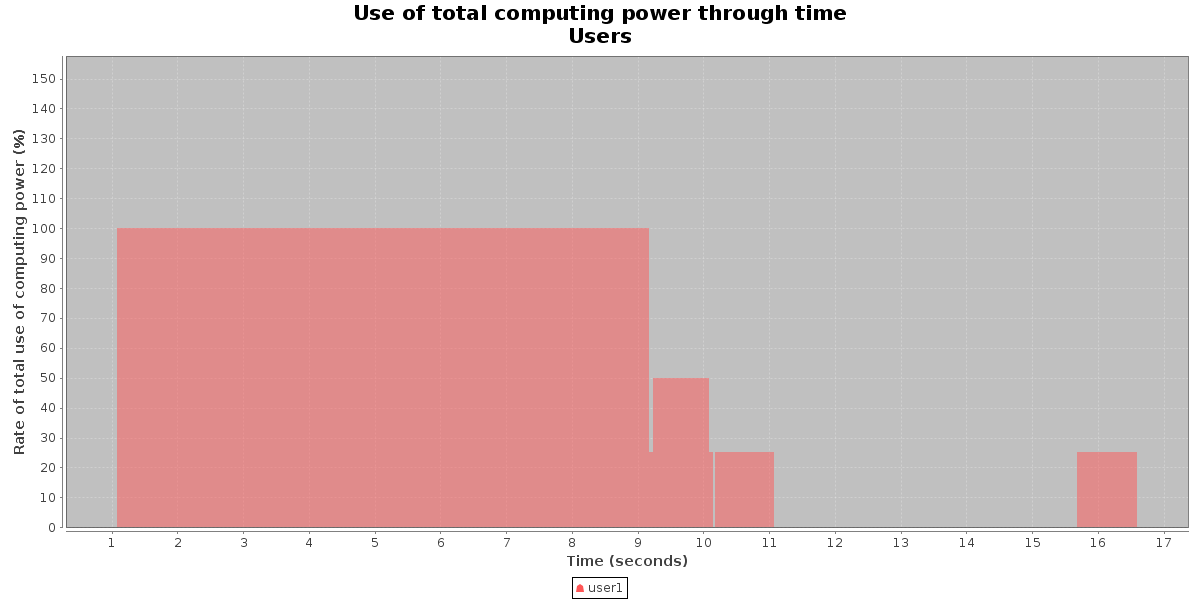 Use of total computing power through time
Users
Rate of total use of computing power (%)
150
140
130
120
110
100
90
80
70
60
50
40
30
20
10
0
1 2 3 4 5 6 7 8 9 10 11 12 13 14 15 16 17
Time (seconds)
user1